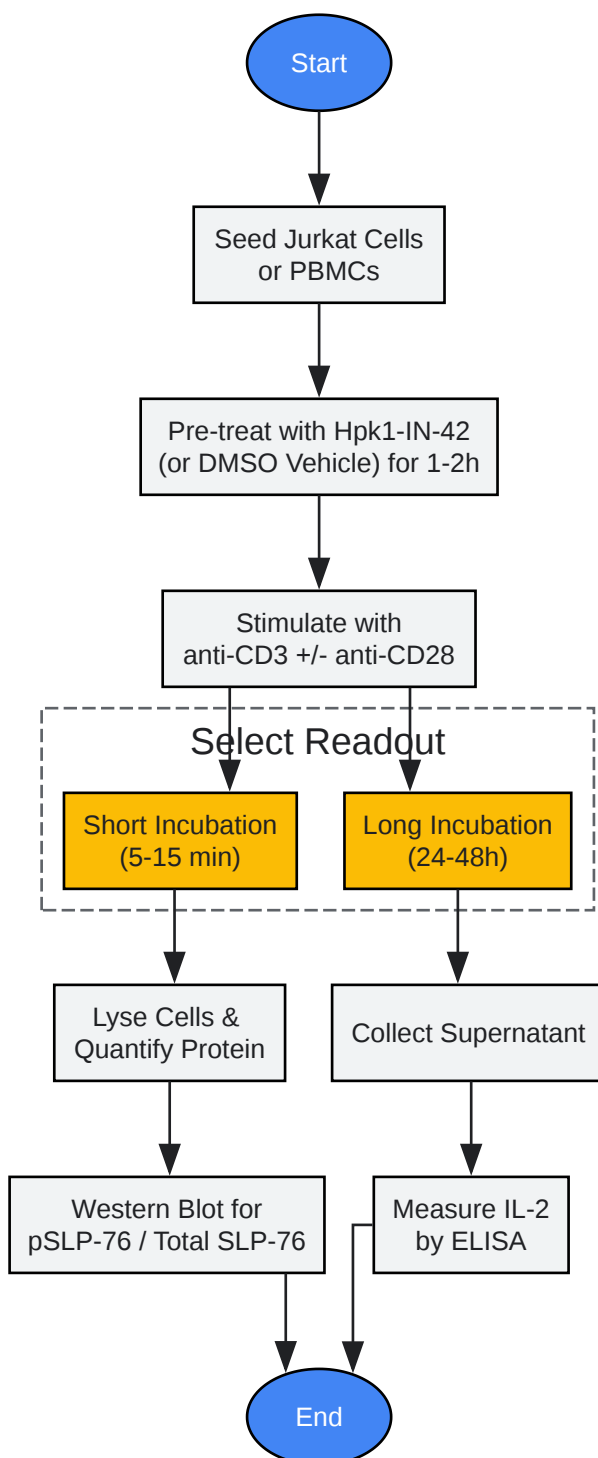 Start
Seed Jurkat Cells
or PBMCs
Pre-treat with Hpk1-IN-42
(or DMSO Vehicle) for 1-2h
Stimulate with
anti-CD3 +/- anti-CD28
Select Readout
Short Incubation
(5-15 min)
Long Incubation
(24-48h)
Lyse Cells &
Quantify Protein
Collect Supernatant
Western Blot for
pSLP-76 / Total SLP-76
Measure IL-2
by ELISA
End